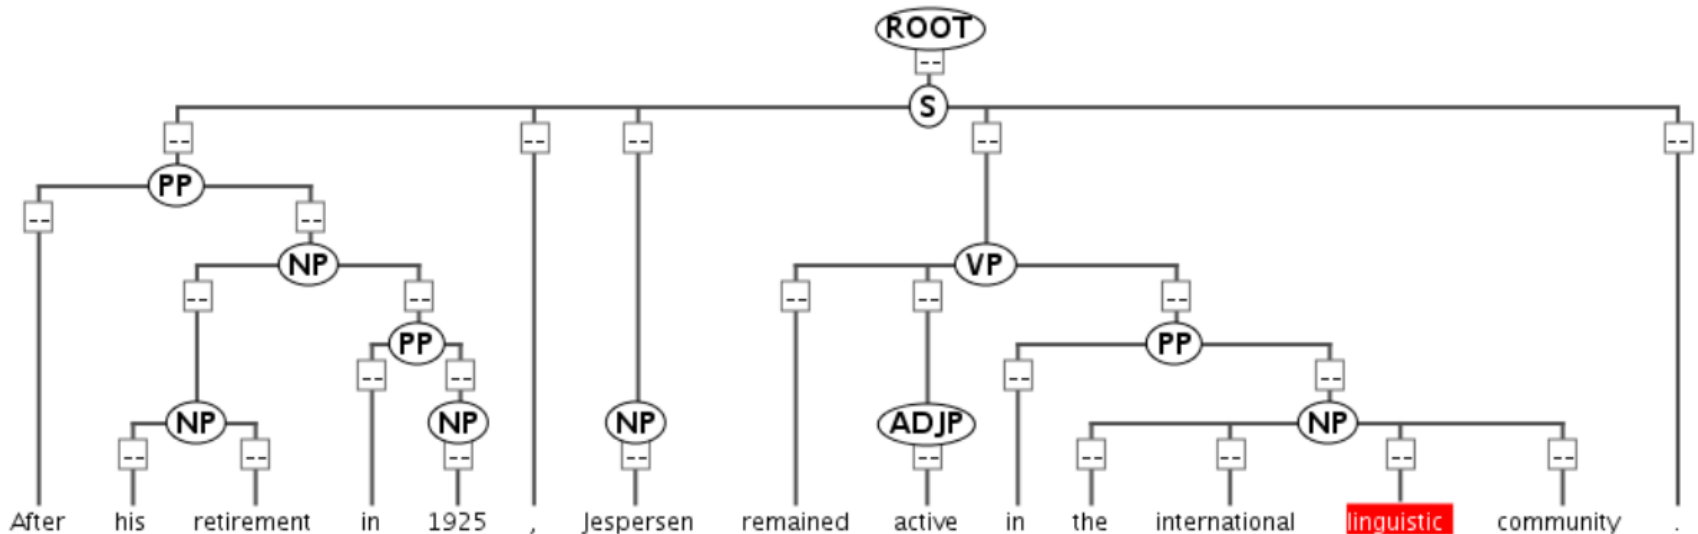 ROOT
--
S
-- -- -- -- --
PP
-- --
NP VP
-- -- -- -- --
PP PP
-- -- -- --
NP NP NP ADJP NP
-- -- -- -- -- -- -- -- --
After his retirement in 1925 , Jespersen remained active in the international linguistic community .